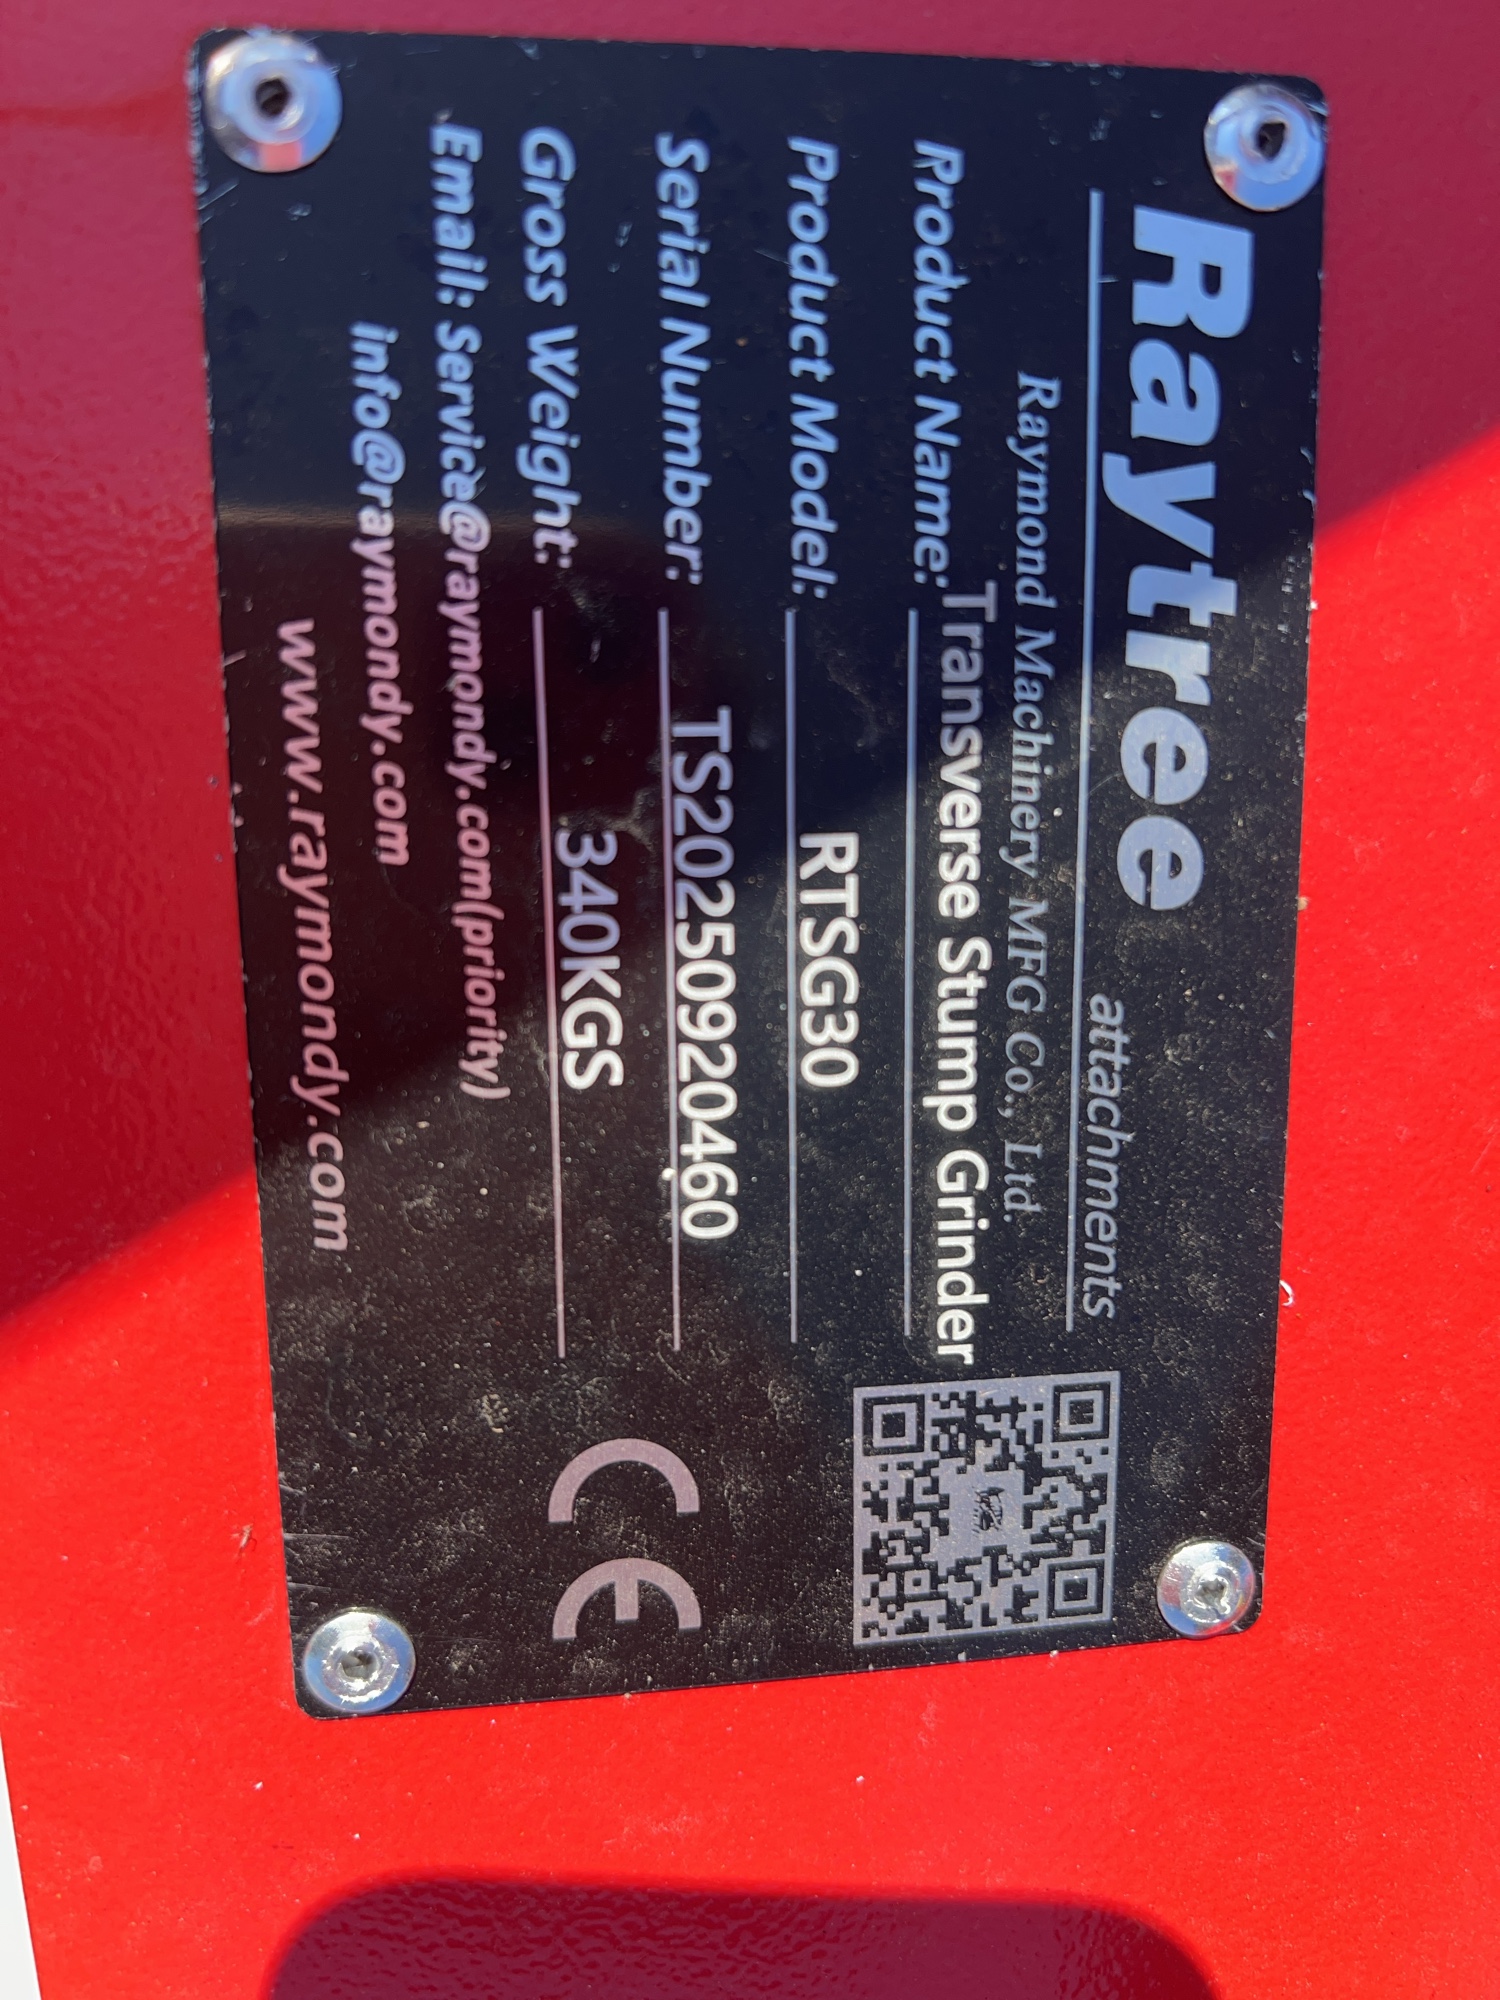 Raytree attachments
Raymond Machinery MFG Co., Ltd.
Product Name: Transverse Stump Grinder
Product Model: RTSG30
Serial Number: TS202509920460
Gross Weight: 340KGS
Email: Service@raymondy.com(priority)
info@raymondy.com
www.raymondy.com
CE